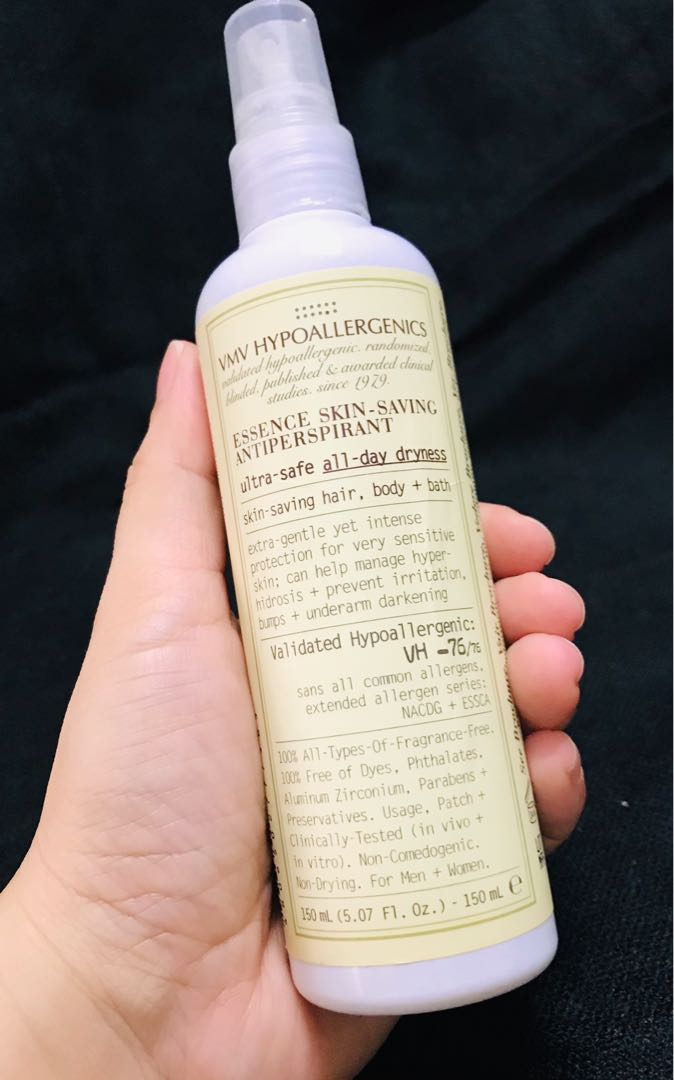 VMV HYPOALLERGENICS
validated hypoallergenic. randomized,
blinded, published & awarded clinical
studies. since 1979.
ESSENCE SKIN-SAVING
ANTIPERSPIRANT
ultra-safe all-day dryness
skin-saving hair, body + bath
extra-gentle yet intense
protection for very sensitive
skin; can help manage hyper-
hidrosis + prevent irritation,
bumps + underarm darkening
Validated Hypoallergenic:
VH -76/76
sans all common allergens,
extended allergen series:
NACDG + ESSCA
100% All-Types-Of-Fragrance-Free.
100% Free of Dyes, Phthalates,
Aluminum Zirconium, Parabens +
Preservatives. Usage, Patch +
Clinically-Tested (in vivo +
in vitro). Non-Comedogenic.
Non-Drying. For Men + Women.
150 mL (5.07 Fl. Oz.) - 150 mL ℮